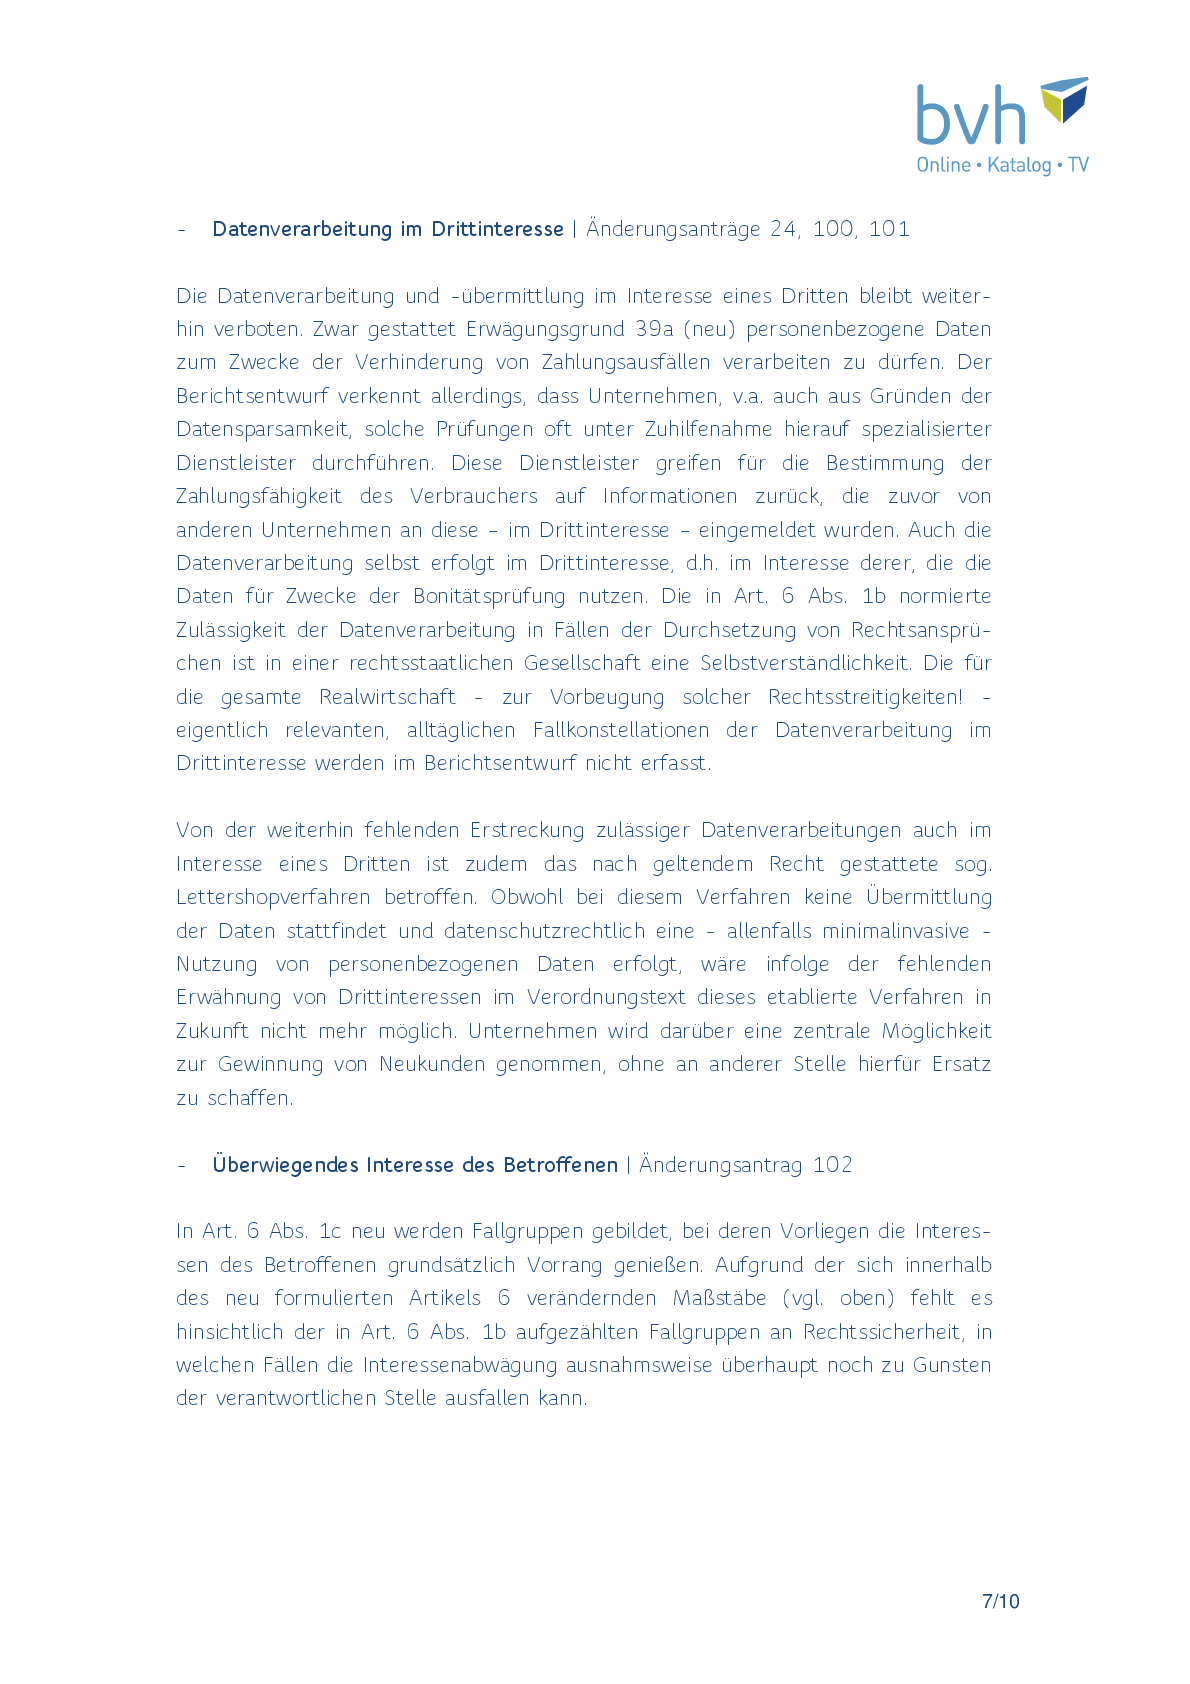 bvh
Online • Katalog • TV
- Datenverarbeitung im Drittinteresse | Änderungsanträge 24, 100, 101
Die Datenverarbeitung und -übermittlung im Interesse eines Dritten bleibt weiter-
hin verboten. Zwar gestattet Erwägungsgrund 39a (neu) personenbezogene Daten
zum Zwecke der Verhinderung von Zahlungsausfällen verarbeiten zu dürfen. Der
Berichtsentwurf verkennt allerdings, dass Unternehmen, v.a. auch aus Gründen der
Datensparsamkeit, solche Prüfungen oft unter Zuhilfenahme hierauf spezialisierter
Dienstleister durchführen. Diese Dienstleister greifen für die Bestimmung der
Zahlungsfähigkeit des Verbrauchers auf Informationen zurück, die zuvor von
anderen Unternehmen an diese – im Drittinteresse – eingemeldet wurden. Auch die
Datenverarbeitung selbst erfolgt im Drittinteresse, d.h. im Interesse derer, die die
Daten für Zwecke der Bonitätsprüfung nutzen. Die in Art. 6 Abs. 1b normierte
Zulässigkeit der Datenverarbeitung in Fällen der Durchsetzung von Rechtsansprü-
chen ist in einer rechtsstaatlichen Gesellschaft eine Selbstverständlichkeit. Die für
die gesamte Realwirtschaft - zur Vorbeugung solcher Rechtsstreitigkeiten! -
eigentlich relevanten, alltäglichen Fallkonstellationen der Datenverarbeitung im
Drittinteresse werden im Berichtsentwurf nicht erfasst.
Von der weiterhin fehlenden Erstreckung zulässiger Datenverarbeitungen auch im
Interesse eines Dritten ist zudem das nach geltendem Recht gestattete sog.
Lettershopverfahren betroffen. Obwohl bei diesem Verfahren keine Übermittlung
der Daten stattfindet und datenschutzrechtlich eine - allenfalls minimalinvasive -
Nutzung von personenbezogenen Daten erfolgt, wäre infolge der fehlenden
Erwähnung von Drittinteressen im Verordnungstext dieses etablierte Verfahren in
Zukunft nicht mehr möglich. Unternehmen wird darüber eine zentrale Möglichkeit
zur Gewinnung von Neukunden genommen, ohne an anderer Stelle hierfür Ersatz
zu schaffen.
- Überwiegendes Interesse des Betroffenen | Änderungsantrag 102
In Art. 6 Abs. 1c neu werden Fallgruppen gebildet, bei deren Vorliegen die Interes-
sen des Betroffenen grundsätzlich Vorrang genießen. Aufgrund der sich innerhalb
des neu formulierten Artikels 6 verändernden Maßstäbe (vgl. oben) fehlt es
hinsichtlich der in Art. 6 Abs. 1b aufgezählten Fallgruppen an Rechtssicherheit, in
welchen Fällen die Interessenabwägung ausnahmsweise überhaupt noch zu Gunsten
der verantwortlichen Stelle ausfallen kann.
7/10